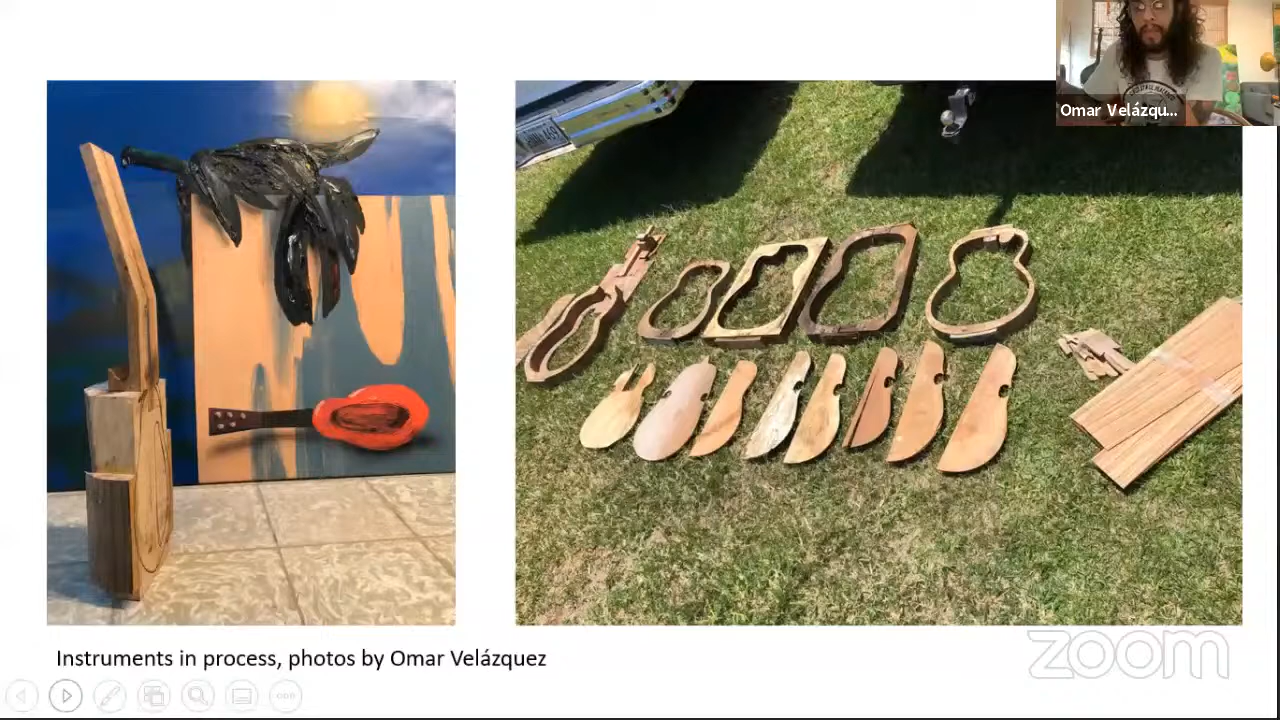 Omar Velázqu...
Instruments in process, photos by Omar Velázquez
zoom